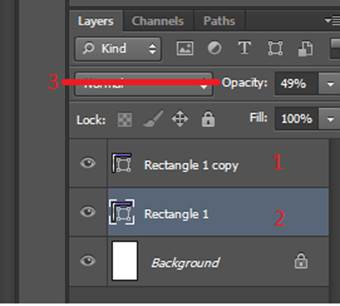 Layers Channels Paths
Kind T
3 Normal Opacity: 49%
Lock: Fill: 100%
Rectangle 1 copy 1
Rectangle 1 2
Background